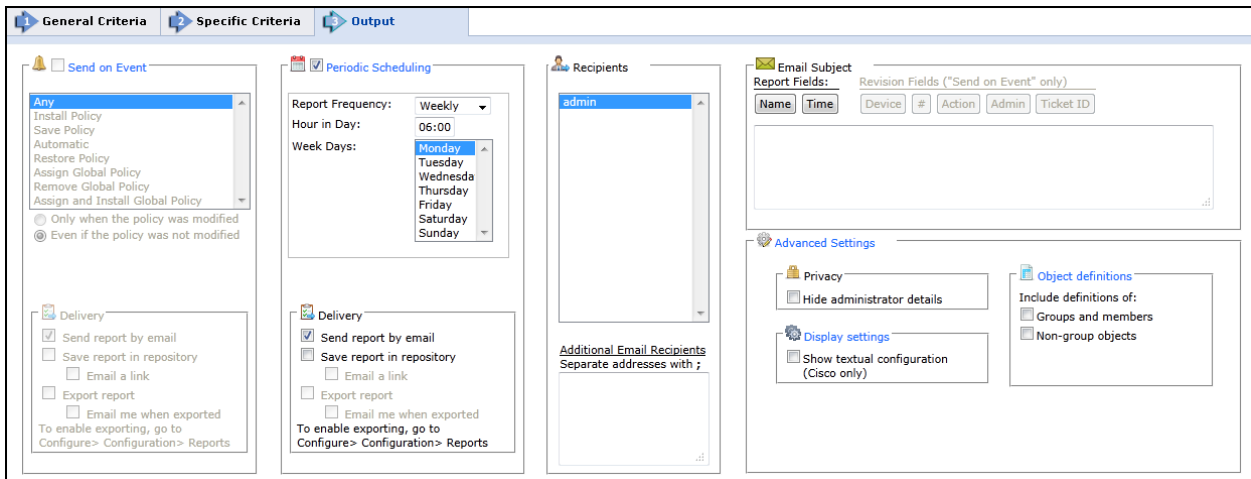 1 General Criteria
2 Specific Criteria
3 Output
Send on Event
Any
Install Policy
Save Policy
Automatic
Restore Policy
Assign Global Policy
Remove Global Policy
Assign and Install Global Policy
Only when the policy was modified
Even if the policy was not modified
Delivery
Send report by email
Save report in repository
Email a link
Export report
Email me when exported
To enable exporting, go to
Configure> Configuration> Reports
Periodic Scheduling
Report Frequency: Weekly
Hour in Day: 06:00
Week Days: Monday
Tuesday
Wednesda
Thursday
Friday
Saturday
Sunday
Delivery
Send report by email
Save report in repository
Email a link
Export report
Email me when exported
To enable exporting, go to
Configure> Configuration> Reports
Recipients
admin
Additional Email Recipients
Separate addresses with ;
Email Subject
Report Fields: Revision Fields ("Send on Event" only)
Name Time Device # Action Admin Ticket ID
Advanced Settings
Privacy
Hide administrator details
Display settings
Show textual configuration
(Cisco only)
Object definitions
Include definitions of:
Groups and members
Non-group objects